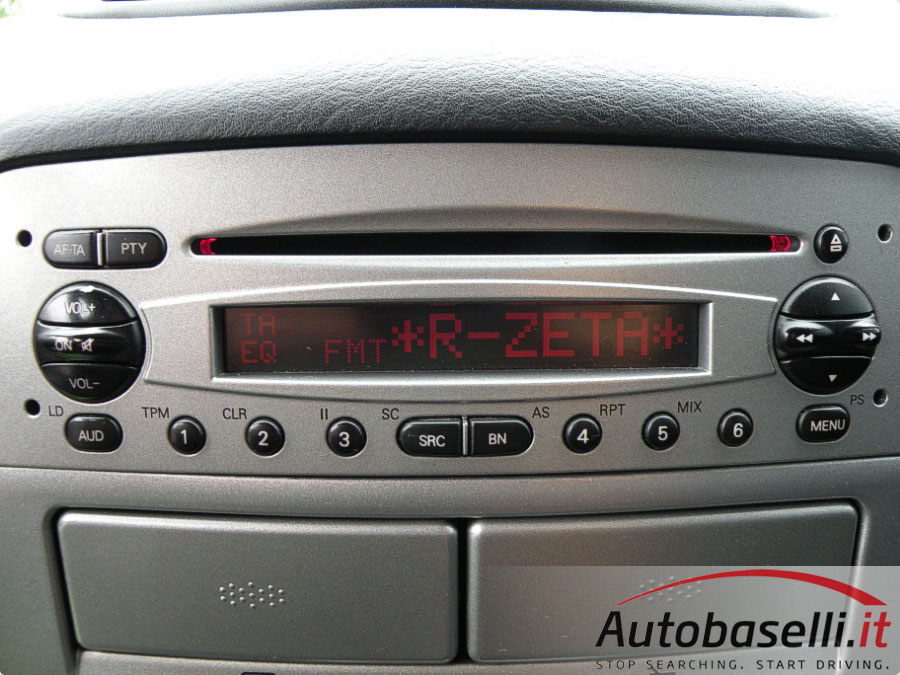 AF-TA PTY
VOL+
ON
VOL-
TA
EQ FMT *R-ZETA*
LD TPM CLR II SC AS RPT MIX PS
AUD 1 2 3 SRC BN 4 5 6 MENU
Autobaselli.it
STOP SEARCHING. START DRIVING.